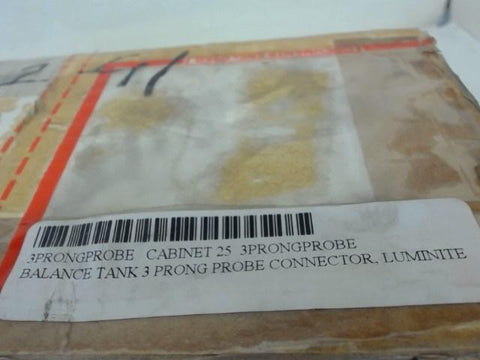 3PRONGPROBE CABINET 25 3PRONGPROBE
BALANCE TANK 3 PRONG PROBE CONNECTOR, LUMINITE